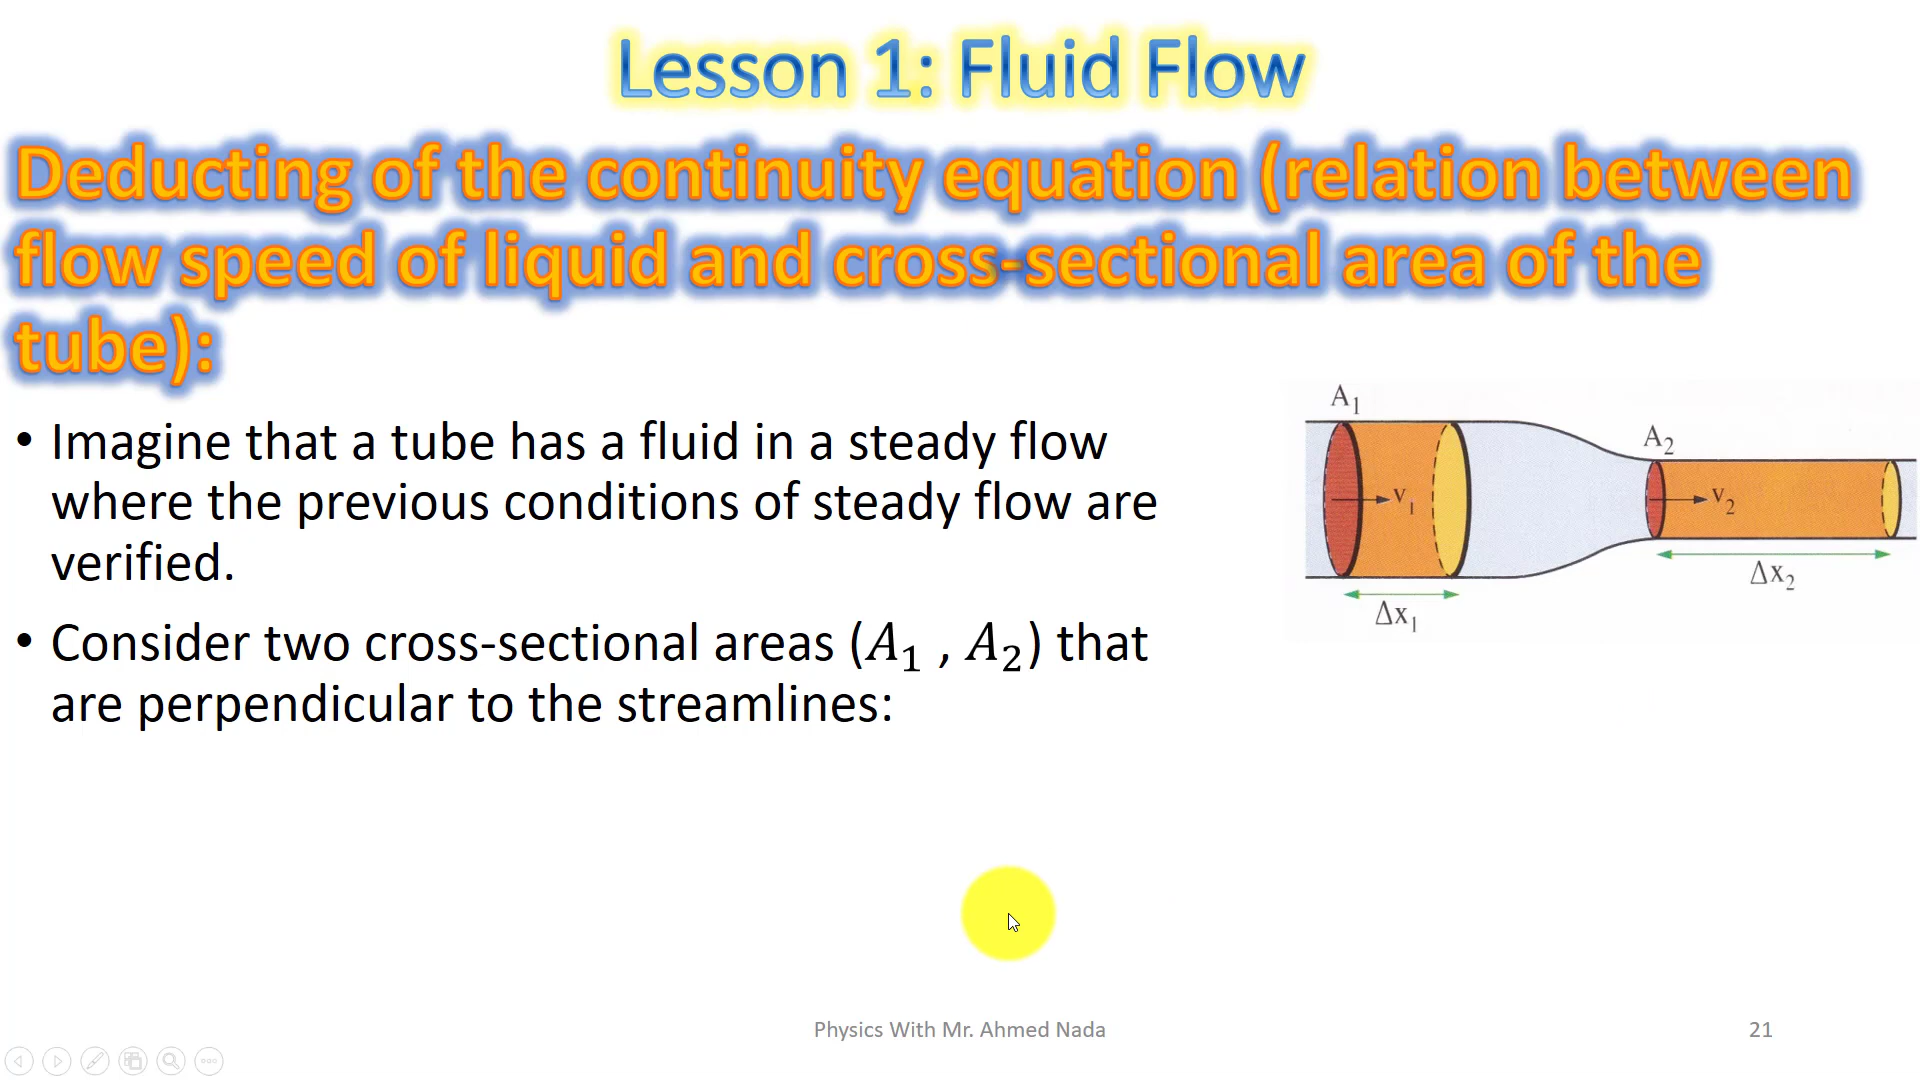 Lesson 1: Fluid Flow
Deducting of the continuity equation (relation between
flow speed of liquid and cross-sectional area of the
tube):
• Imagine that a tube has a fluid in a steady flow
where the previous conditions of steady flow are
verified.
• Consider two cross-sectional areas (A₁ , A₂) that
are perpendicular to the streamlines:
A₁
A₂
v₁
v₂
Δx₁
Δx₂
Physics With Mr. Ahmed Nada
21